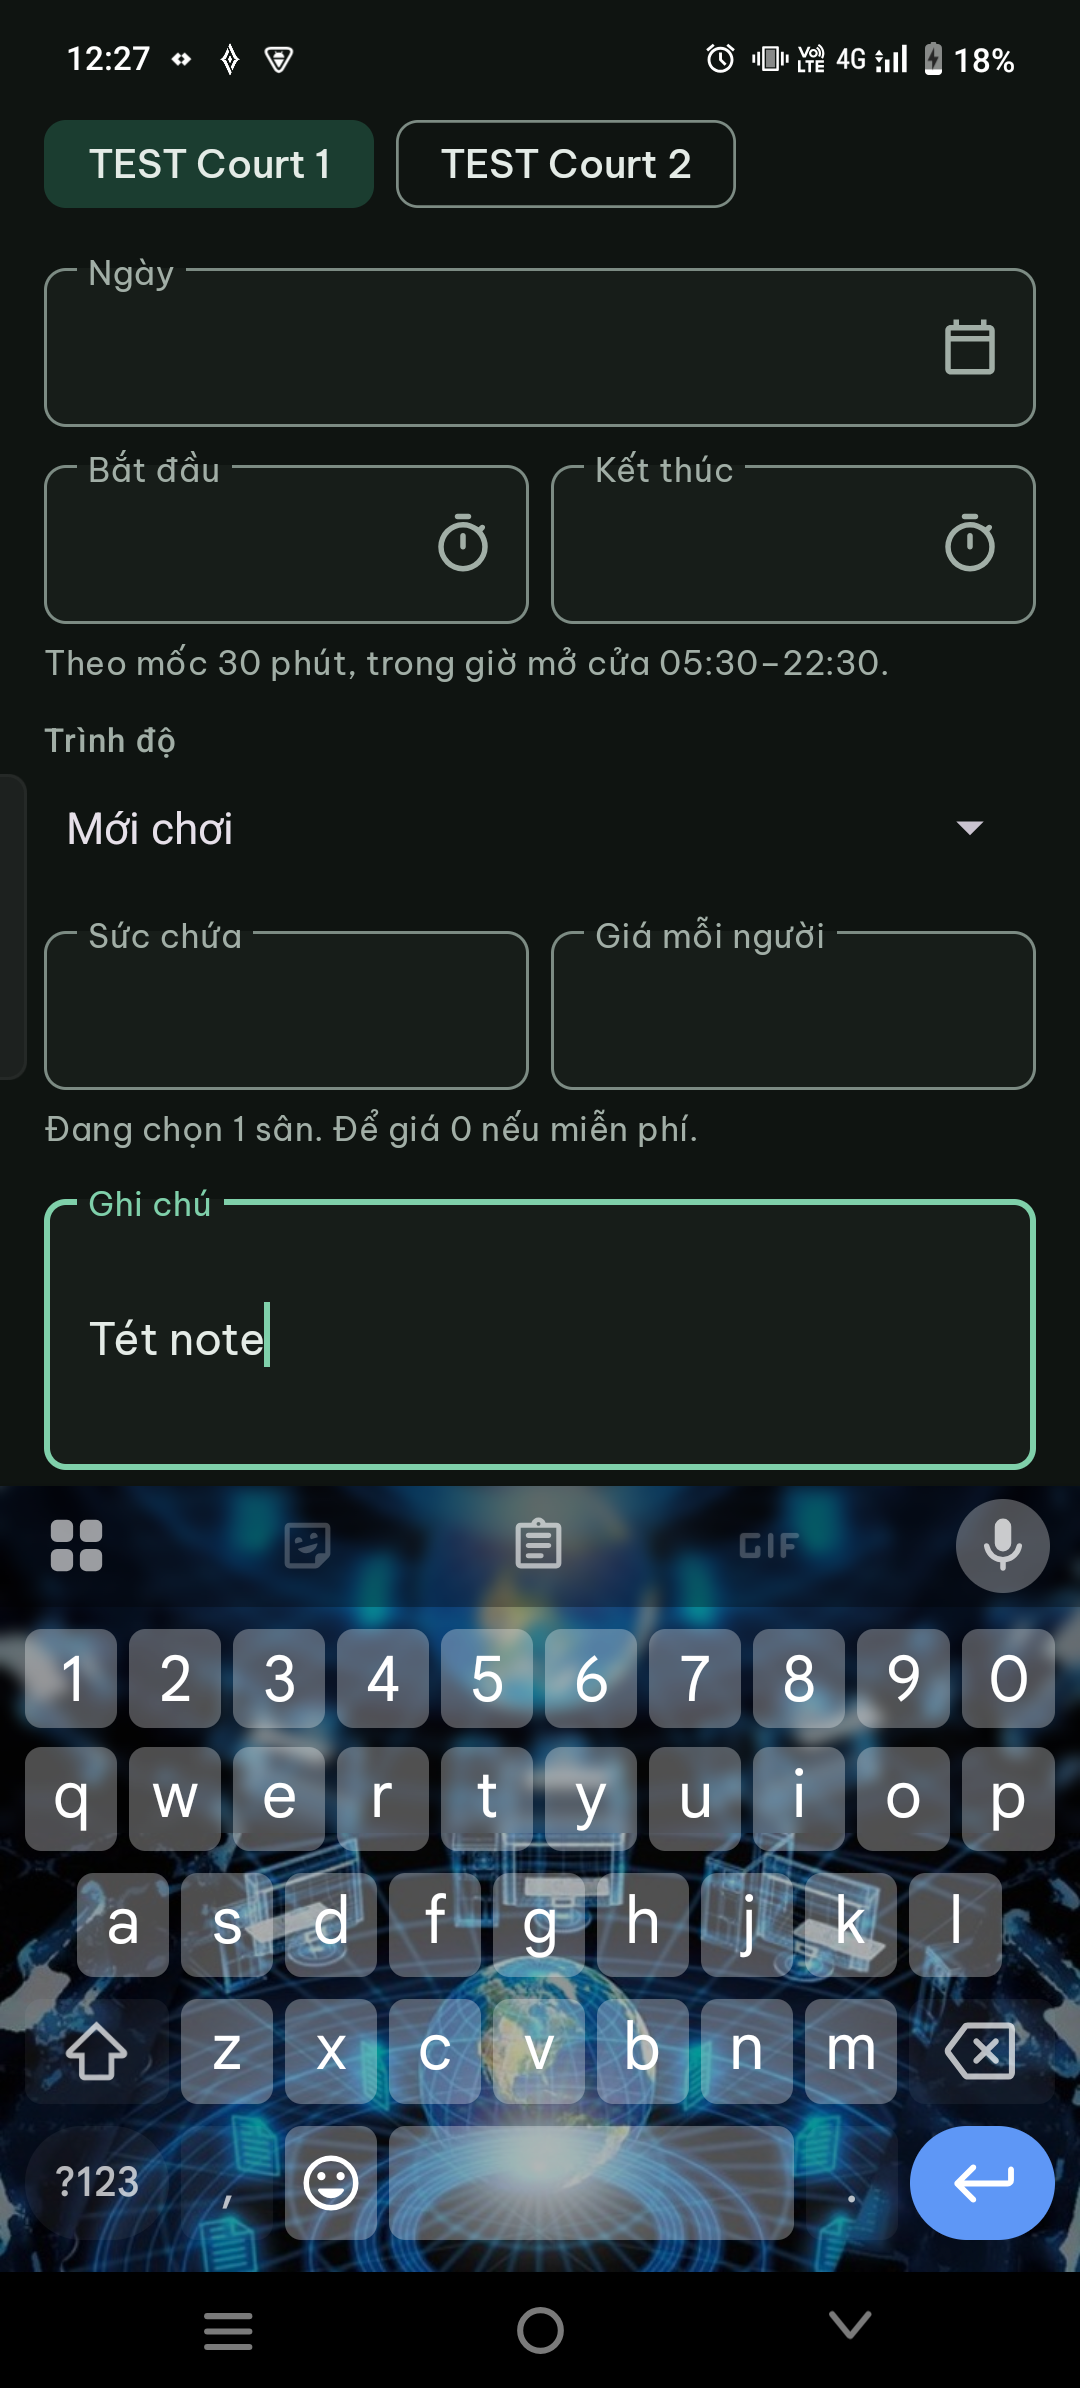 12:27 VoLTE 4G 18%
TEST Court 1 TEST Court 2
Ngày
Bắt đầu Kết thúc
Theo mốc 30 phút, trong giờ mở cửa 05:30–22:30.
Trình độ
Mới chơi
Sức chứa Giá mỗi người
Đang chọn 1 sân. Để giá 0 nếu miễn phí.
Ghi chú
Tét note
GIF
1 2 3 4 5 6 7 8 9 0
q w e r t y u i o p
a s d f g h j k l
z x c v b n m
?123 , .